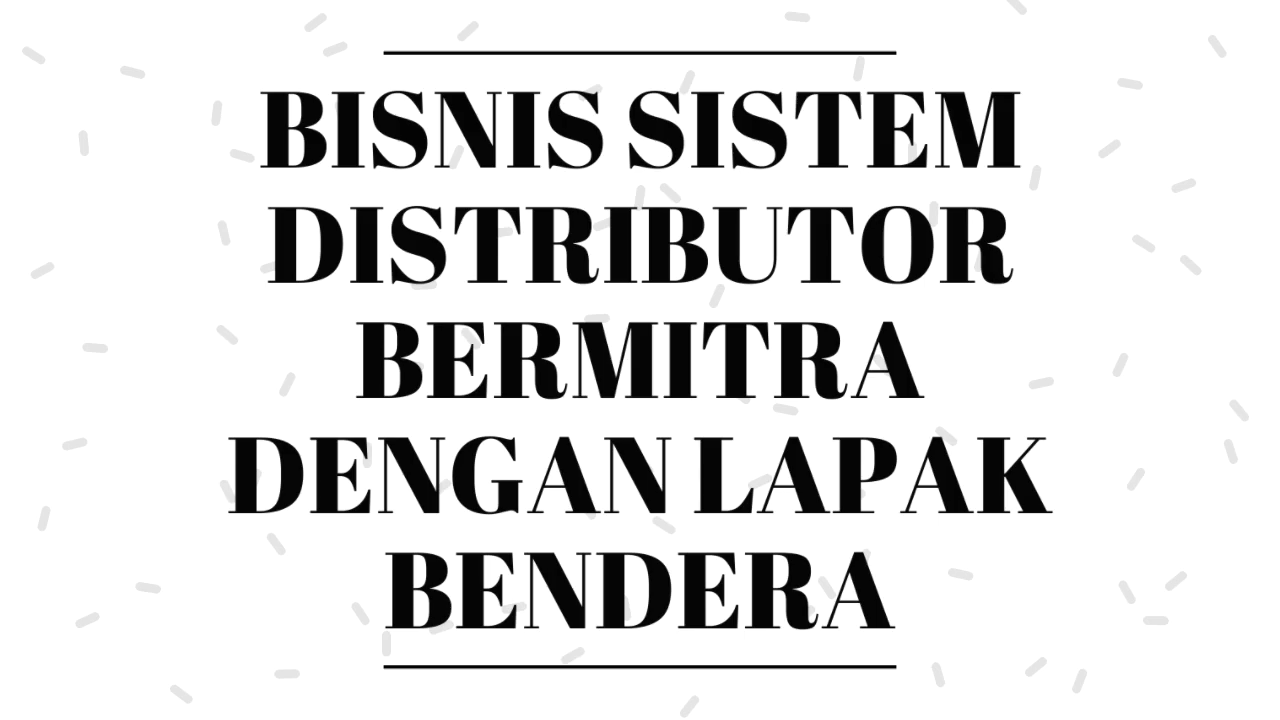 BISNIS SISTEM
DISTRIBUTOR
BERMITRA
DENGAN LAPAK
BENDERA